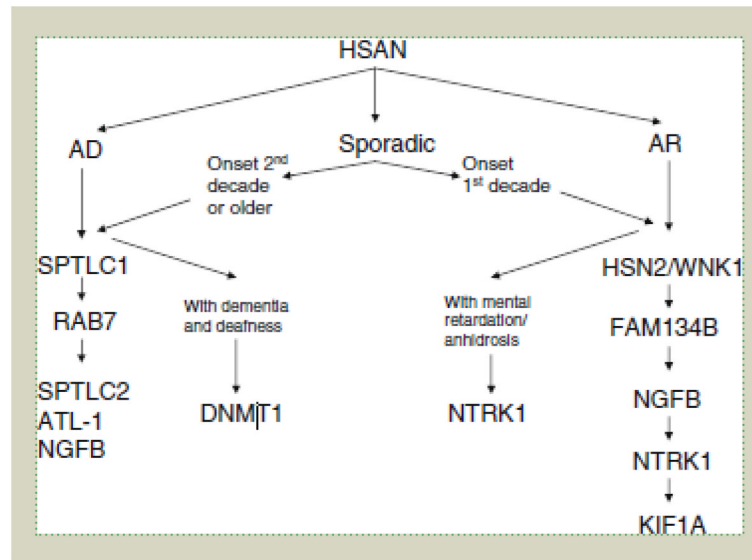 HSAN
AD
Sporadic
AR
Onset 2nd
decade
or older
Onset
1st decade
SPTLC1
RAB7
SPTLC2
ATL-1
NGFB
With dementia
and deafness
DNMT1
With mental
retardation/
anhidrosis
NTRK1
HSN2/WNK1
FAM134B
NGFB
NTRK1
KIF1A